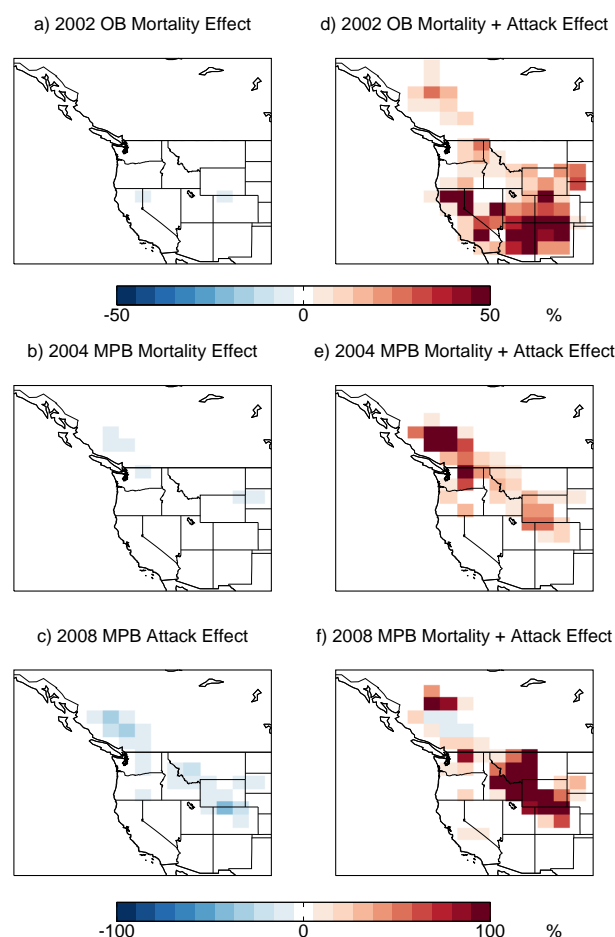 a) 2002 OB Mortality Effect
d) 2002 OB Mortality + Attack Effect
-50 0 50 %
b) 2004 MPB Mortality Effect
e) 2004 MPB Mortality + Attack Effect
c) 2008 MPB Attack Effect
f) 2008 MPB Mortality + Attack Effect
-100 0 100 %